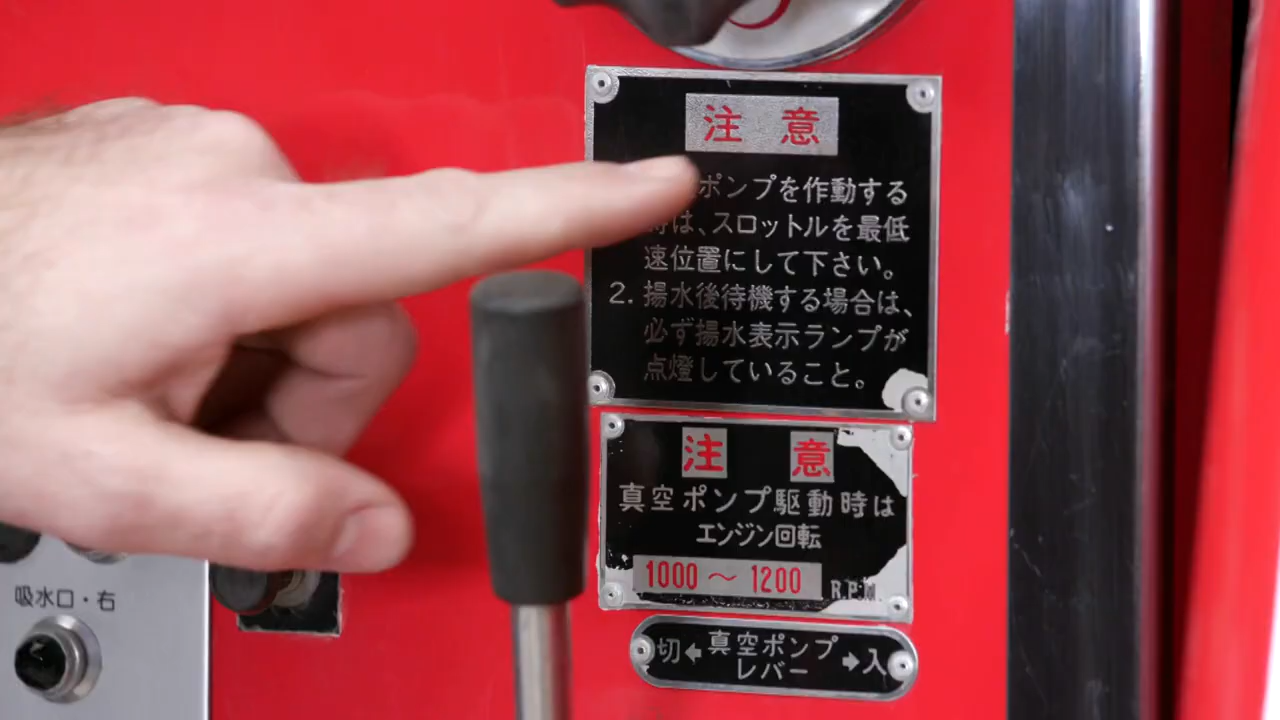 注 意
ポンプを作動する
時は、スロットルを最低
速位置にして下さい。
2. 揚水後待機する場合は、
必ず揚水表示ランプが
点燈していること。
注 意
真空ポンプ駆動時は
エンジン回転
1000〜1200 R.P.M.
切←真空ポンプ→入
レバー
吸水口・右